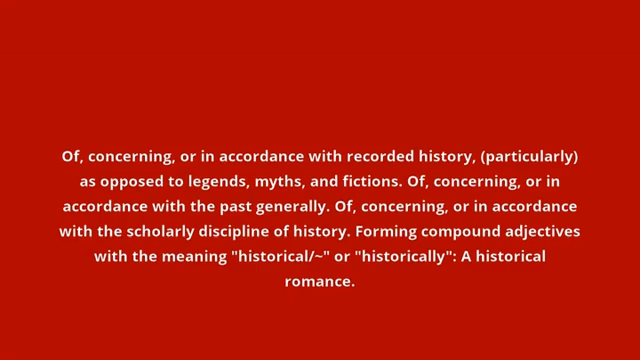 Of, concerning, or in accordance with recorded history, (particularly)
as opposed to legends, myths, and fictions. Of, concerning, or in
accordance with the past generally. Of, concerning, or in accordance
with the scholarly discipline of history. Forming compound adjectives
with the meaning "historical/~" or "historically": A historical
romance.